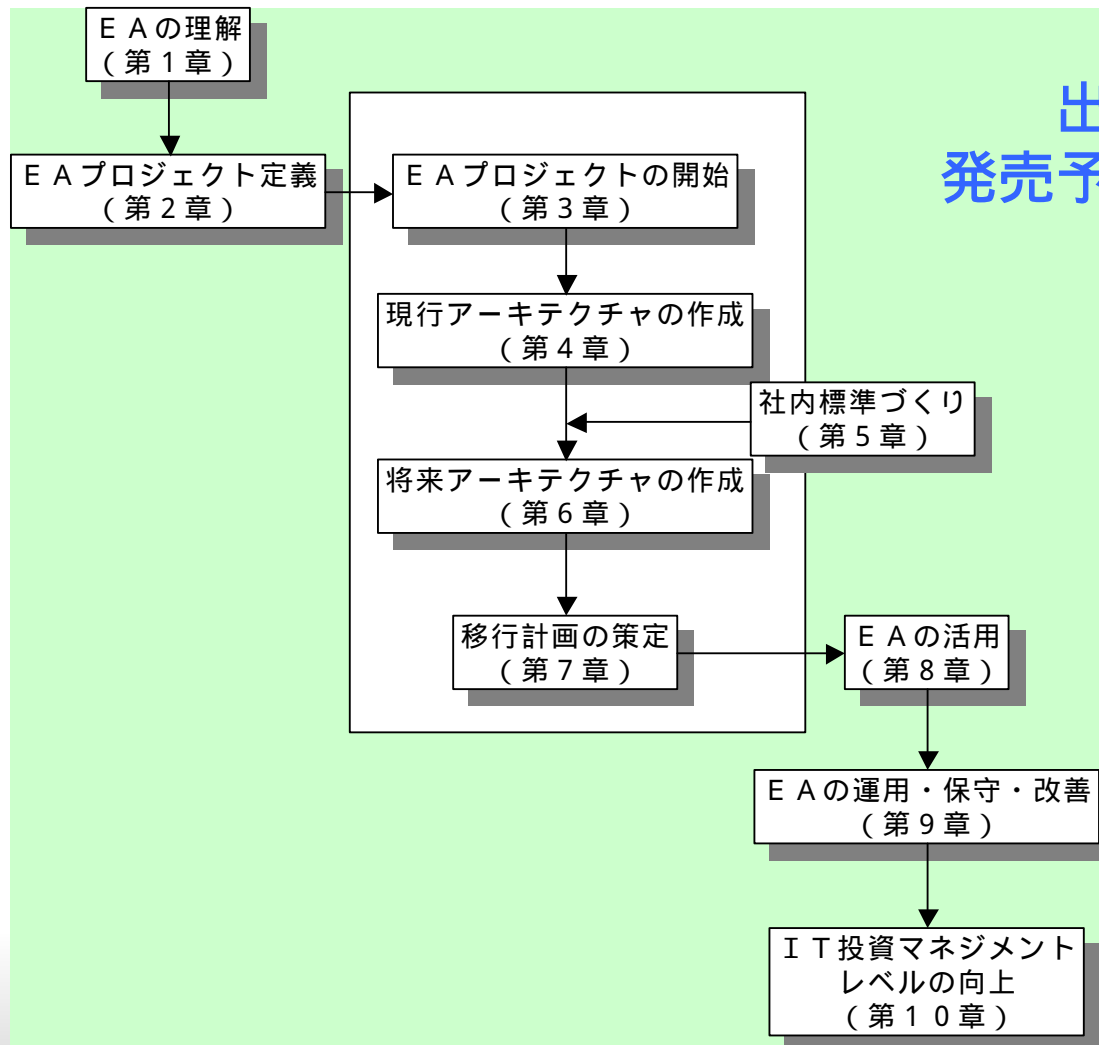 ＥＡの理解
（第１章）
出
発売予
ＥＡプロジェクト定義
（第２章）
ＥＡプロジェクトの開始
（第３章）
現行アーキテクチャの作成
（第４章）
社内標準づくり
（第５章）
将来アーキテクチャの作成
（第６章）
移行計画の策定
（第７章）
ＥＡの活用
（第８章）
ＥＡの運用・保守・改善
（第９章）
ＩＴ投資マネジメント
レベルの向上
（第１０章）